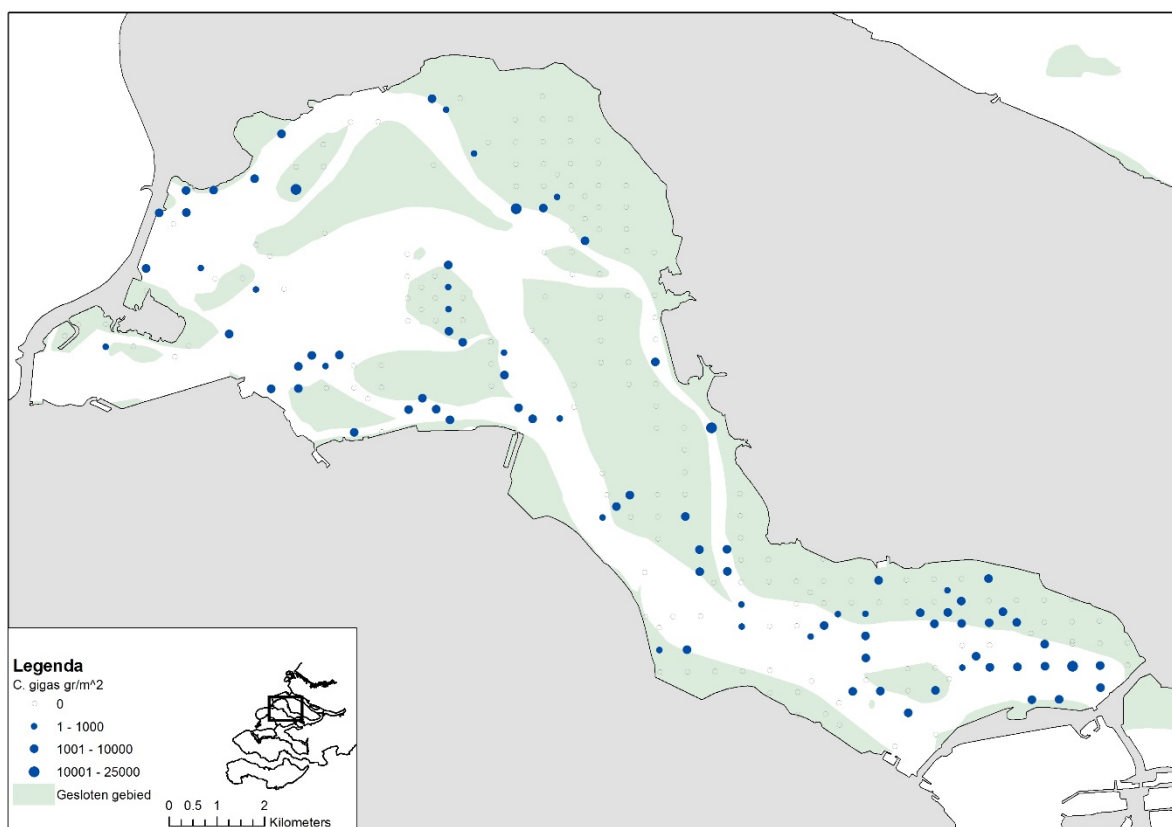 Legenda
C. gigas gr/m^2
0
1 - 1000
1001 - 10000
10001 - 25000
Gesloten gebied
0 0.5 1 2
Kilometers